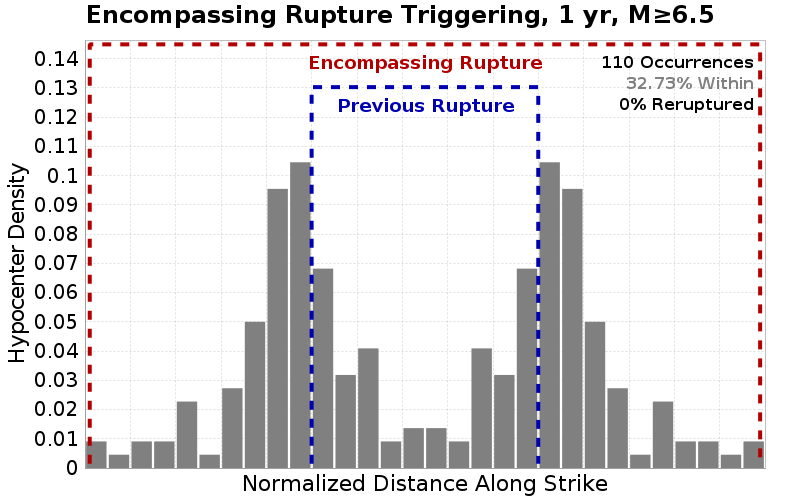 Encompassing Rupture Triggering, 1 yr, M≥6.5
Encompassing Rupture
110 Occurrences
32.73% Within
0% Reruptured
Previous Rupture
Hypocenter Density
0.14
0.13
0.12
0.11
0.1
0.09
0.08
0.07
0.06
0.05
0.04
0.03
0.02
0.01
0
Normalized Distance Along Strike